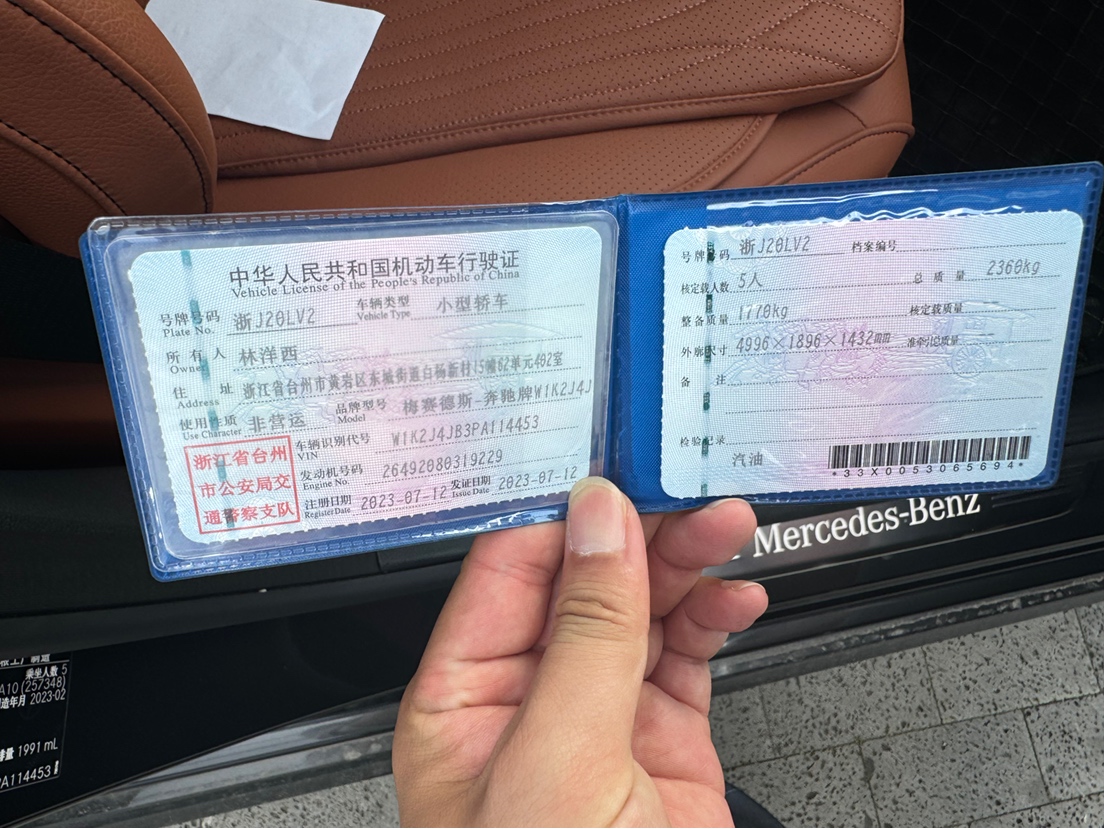 中华人民共和国机动车行驶证
Vehicle License of the People's Republic of China
号牌号码 浙J20LV2 车辆类型 小型轿车
Plate No. Vehicle Type
所有人 林洋西
Owner
住址 浙江省台州市黄岩区东城街道白杨新村15幢62单元402室
Address
使用性质 非营运 品牌型号 梅赛德斯-奔驰牌W1K2J4J
Use Character Model
浙江省台州
市公安局交
通警察支队
车辆识别代号 W1K2J4JB3PA114453
VIN
发动机号码 26492080319229
Engine No.
注册日期 2023-07-12 发证日期 2023-07-12
Register Date Issue Date
号牌号码 浙J20LV2 档案编号
核定载人数 5人 总质量 2360kg
整备质量 1770kg 核定载质量
外廓尺寸 4996×1896×1432mm 准牵引总质量
备注
检验记录
汽油
*33X0053065694*
Mercedes-Benz
乘坐人数 5
A10 (257348)
造年月 2023-02
量 1991 mL
PA114453